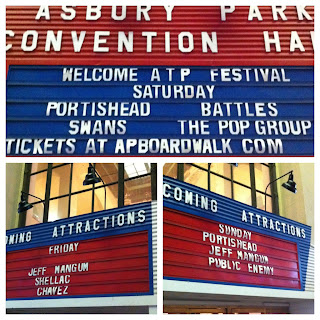 ASBURY PARK
CONVENTION HAL
WELCOME ATP FESTIVAL
SATURDAY
PORTISHEAD BATTLES
SWANS THE POP GROUP
TICKETS AT APBOARDWALK COM
OMING ATTRACTIONS
FRIDAY
JEFF MANGUM
SHELLAC
CHAVEZ
COMING ATTRACTIONS
SUNDAY
PORTISHEAD
JEFF MANGUM
PUBLIC ENEMY